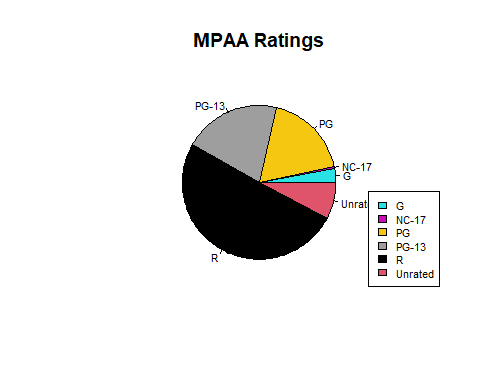 MPAA Ratings
PG-13
PG
NC-17
G
Unrat
R
G
NC-17
PG
PG-13
R
Unrated